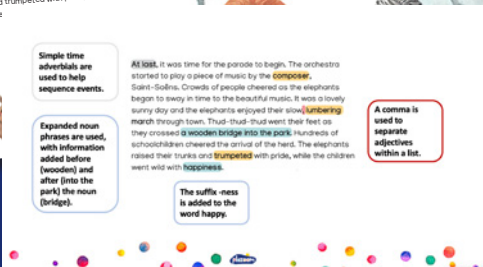 Simple time
adverbials are
used to help
sequence events.
Expanded noun
phrases are used,
with information
added before
(wooden) and
after (into the
park) the noun
(bridge).
At last, it was time for the parade to begin. The orchestra
started to play a piece of music by the composer,
Saint-Saëns. Crowds of people cheered as the elephants
began to sway in time to the beautiful music. It was a lovely
sunny day and the elephants enjoyed their slow, lumbering
march through town. Thud-thud-thud went their feet as
they crossed a wooden bridge into the park. Hundreds of
schoolchildren cheered the arrival of the herd. The elephants
raised their trunks and trumpeted with pride, while the children
went wild with happiness.
The suffix -ness
is added to the
word happy.
A comma is
used to
separate
adjectives
within a list.